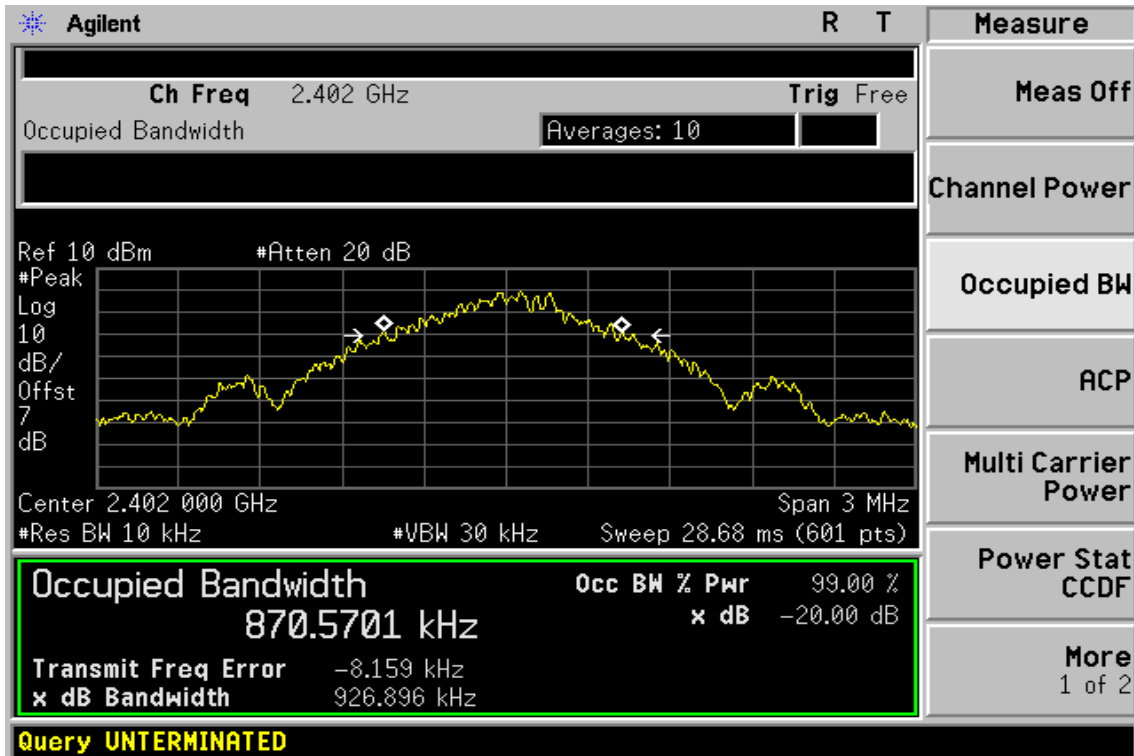 Agilent R T
Ch Freq 2.402 GHz Trig Free
Occupied Bandwidth Averages: 10
Ref 10 dBm #Atten 20 dB
#Peak
Log
10
dB/
Offst
7
dB
Center 2.402 000 GHz Span 3 MHz
#Res BW 10 kHz #VBW 30 kHz Sweep 28.68 ms (601 pts)
Occupied Bandwidth
870.5701 kHz
Occ BW % Pwr 99.00 %
x dB -20.00 dB
Transmit Freq Error -8.159 kHz
x dB Bandwidth 926.896 kHz
Query UNTERMINATED
Measure
Meas Off
Channel Power
Occupied BW
ACP
Multi Carrier
Power
Power Stat
CCDF
More
1 of 2